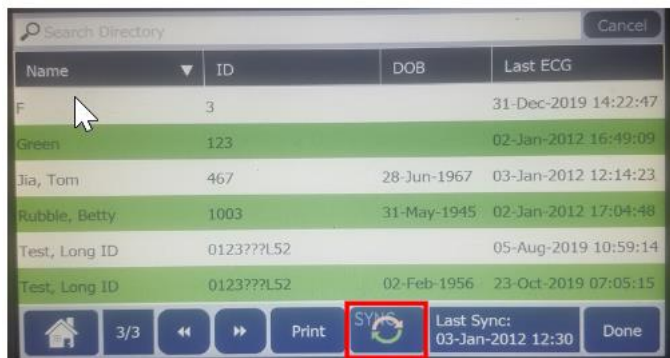 Search Directory Cancel
Name ID DOB Last ECG
F 3 31-Dec-2019 14:22:47
Green 123 02-Jan-2012 16:49:09
Jia, Tom 467 28-Jun-1967 03-Jan-2012 12:14:23
Rubble, Betty 1003 31-May-1945 02-Jan-2012 17:04:48
Test, Long ID 0123???L52 05-Aug-2019 10:59:14
Test, Long ID 0123???L52 02-Feb-1956 23-Oct-2019 07:05:15
3/3 Print SYNC Last Sync: Done
03-Jan-2012 12:30